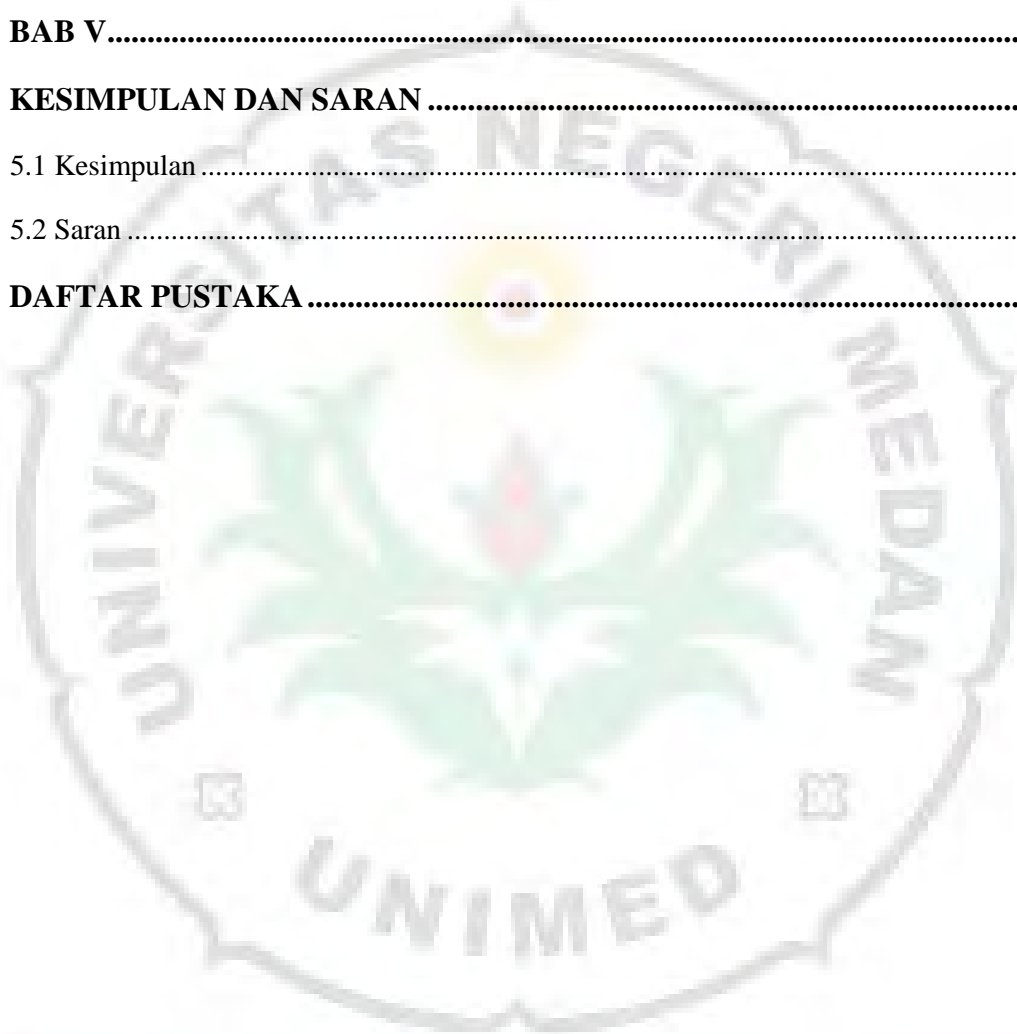 BAB V................................................................................................................
KESIMPULAN DAN SARAN ...........................................................................
5.1 Kesimpulan .........................................................................................................
5.2 Saran ...................................................................................................................
DAFTAR PUSTAKA ..........................................................................................
UNIVERSITAS NEGERI MEDAN
UNIMED